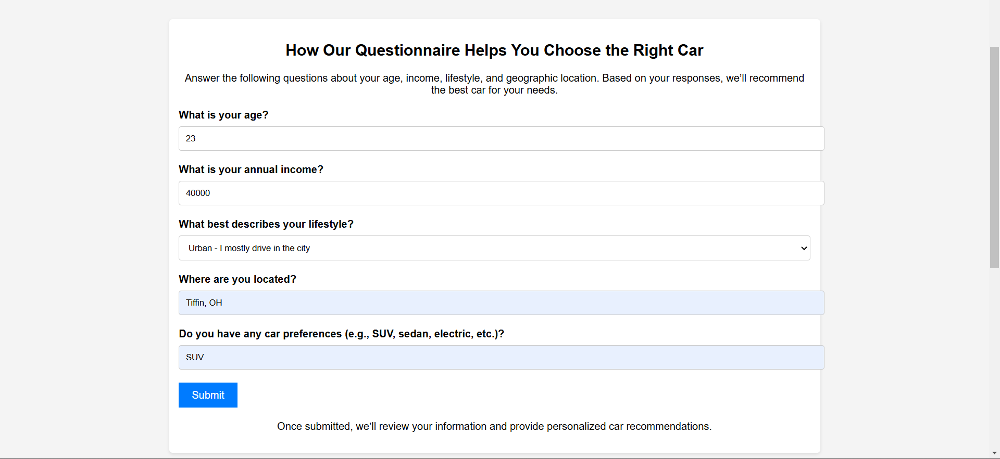 How Our Questionnaire Helps You Choose the Right Car
Answer the following questions about your age, income, lifestyle, and geographic location. Based on your responses, we’ll recommend
the best car for your needs.
What is your age?
23
What is your annual income?
40000
What best describes your lifestyle?
Urban - I mostly drive in the city
Where are you located?
Tiffin, OH
Do you have any car preferences (e.g., SUV, sedan, electric, etc.)?
SUV
Submit
Once submitted, we’ll review your information and provide personalized car recommendations.